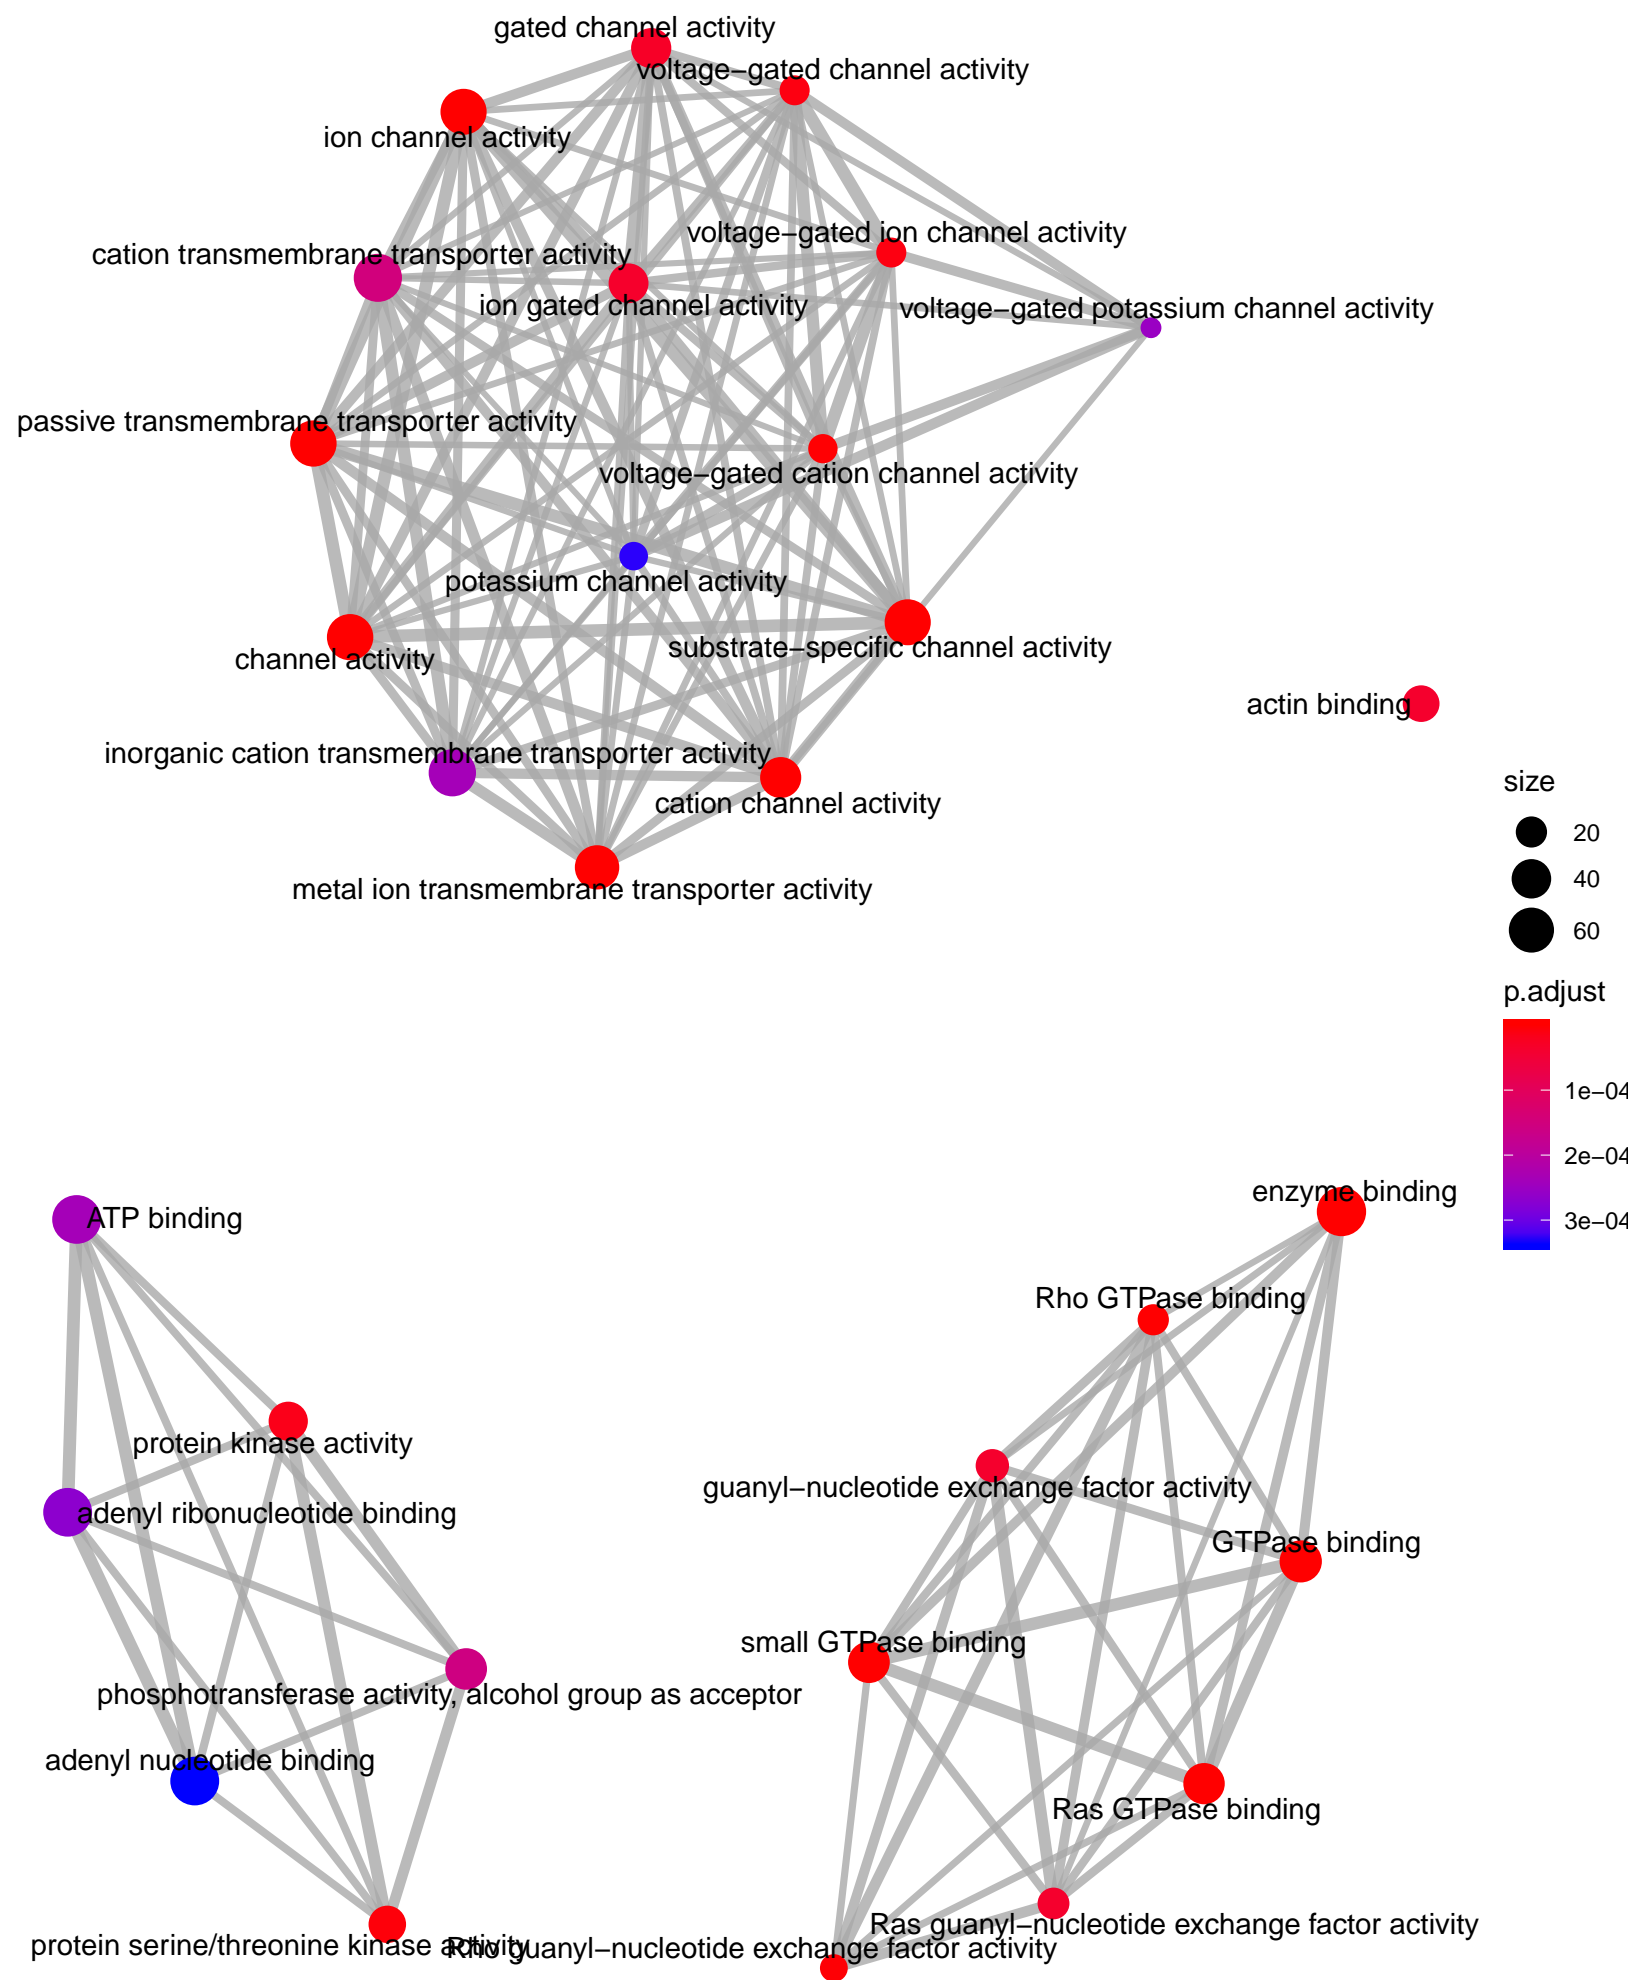 gated channel activity
voltage−gated channel activity
ion channel activity
voltage−gated ion channel activity
cation transmembrane transporter activity
ion gated channel activity
voltage−gated potassium channel activity
passive transmembrane transporter activity
voltage−gated cation channel activity
potassium channel activity
substrate−specific channel activity
channel activity
actin binding
inorganic cation transmembrane transporter activity
cation channel activity
metal ion transmembrane transporter activity
size
20
40
60
p.adjust
1e−04
2e−04
3e−04
enzyme binding
ATP binding
Rho GTPase binding
protein kinase activity
guanyl−nucleotide exchange factor activity
adenyl ribonucleotide binding
GTPase binding
small GTPase binding
phosphotransferase activity, alcohol group as acceptor
adenyl nucleotide binding
Ras GTPase binding
Ras guanyl−nucleotide exchange factor activity
protein serine/threonine kinase activity
Rho guanyl−nucleotide exchange factor activity